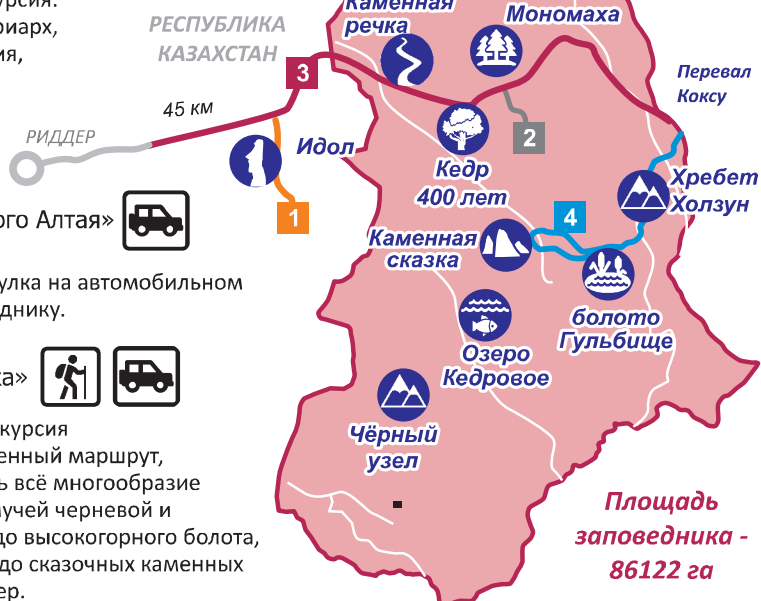 урсия.
риарх,
ия,
РЕСПУБЛИКА
КАЗАХСТАН
Каменная
речка
Мономаха
Перевал
Коксу
3
45 км
РИДДЕР
Идол
2
Кедр
400 лет
Хребет
Холзун
1
4
ого Алтая»
Каменная
сказка
улка на автомобильном
днику.
болото
Гульбище
Озеро
Кедровое
ка»
Чёрный
узел
курсия
енный маршрут,
ь всё многообразие
мучей черневой и
до высокогорного болота,
до сказочных каменных
ер.
Площадь
заповедника -
86122 га